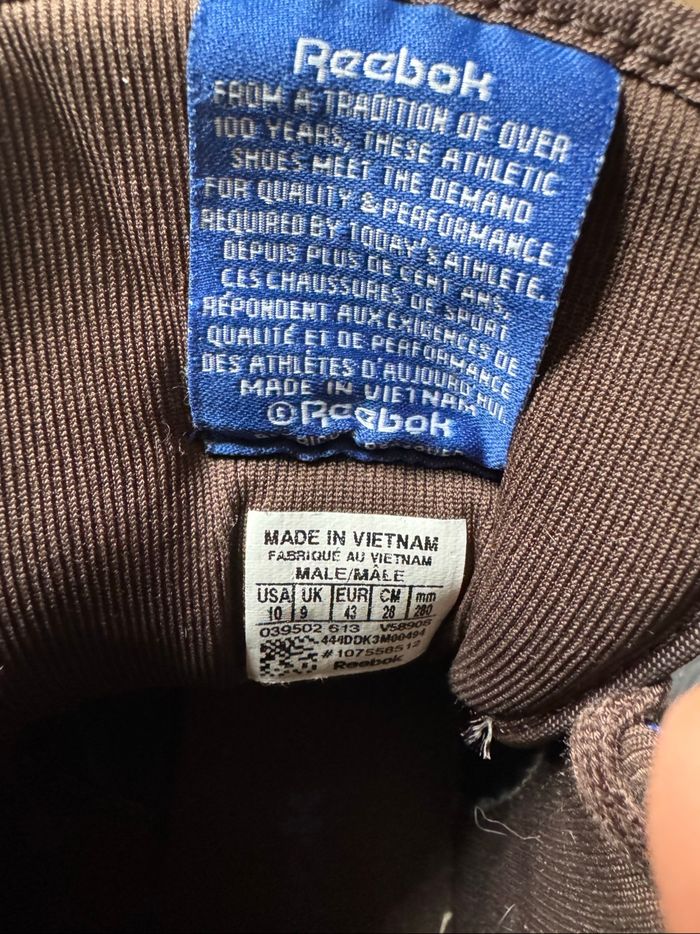 Reebok
FROM A TRADITION OF OVER
100 YEARS, THESE ATHLETIC
SHOES MEET THE DEMAND
FOR QUALITY & PERFORMANCE
REQUIRED BY TODAY'S ATHLETE.
DEPUIS PLUS DE CENT ANS,
CES CHAUSSURES DE SPORT
RÉPONDENT AUX EXIGENCES DE
QUALITÉ ET DE PERFORMANCE
DES ATHLÈTES D'AUJOURD'HUI
MADE IN VIETNAM
©Reebok
MADE IN VIETNAM
FABRIQUÉ AU VIETNAM
MALE/MÂLE
USA UK EUR CM mm
10 9 43 28 280
039502 613 V58908
444DDK3M00494
#107558512
Reebok